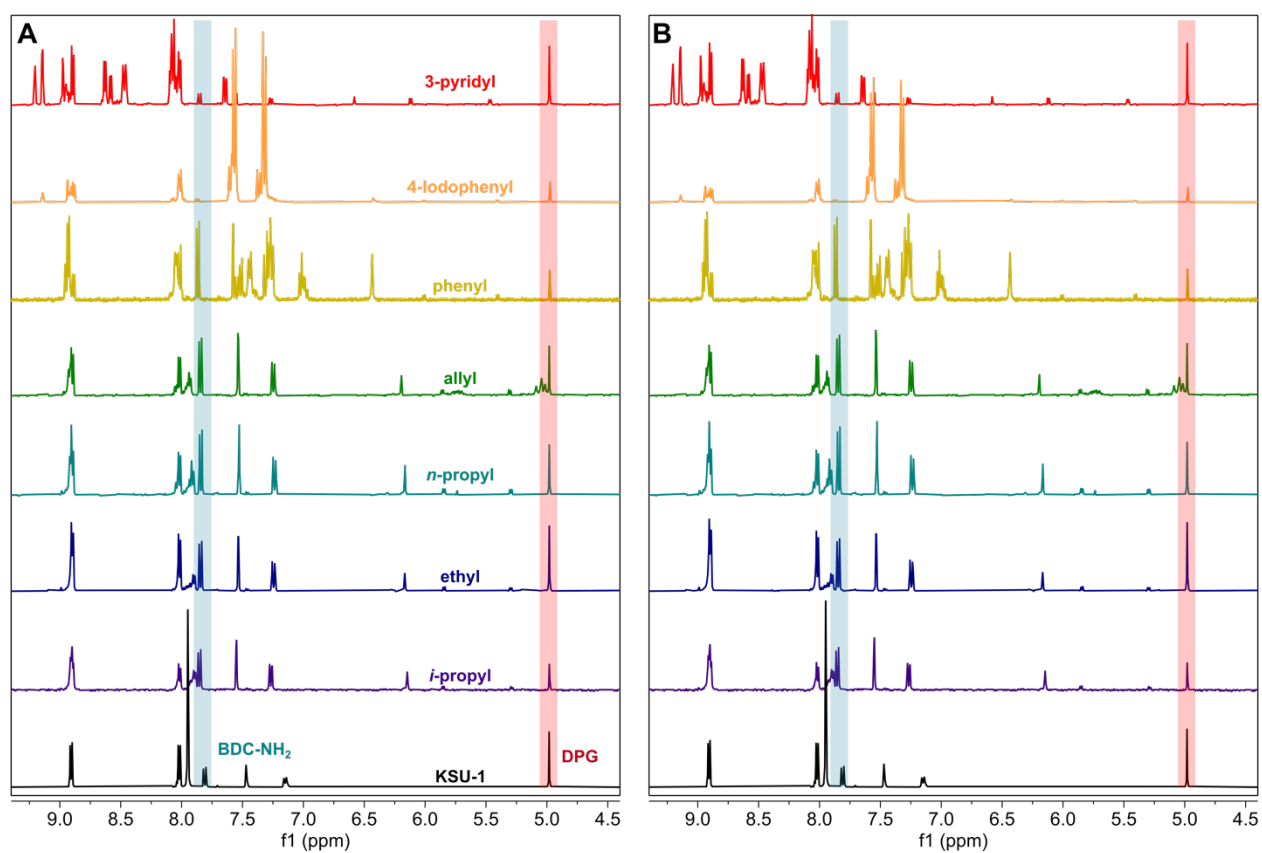 A
3-pyridyl
4-Iodophenyl
phenyl
allyl
n-propyl
ethyl
i-propyl
BDC-NH₂
DPG
KSU-1
9.0 8.5 8.0 7.5 7.0 6.5 6.0 5.5 5.0 4.5
f1 (ppm)
B
9.0 8.5 8.0 7.5 7.0 6.5 6.0 5.5 5.0 4.5
f1 (ppm)